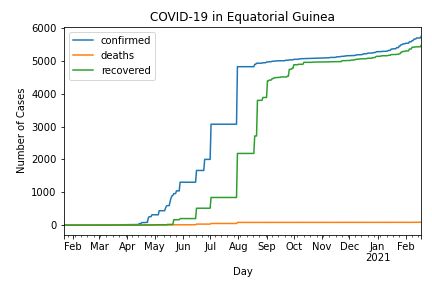 COVID-19 in Equatorial Guinea
confirmed
deaths
recovered
Number of Cases
6000
5000
4000
3000
2000
1000
0
Feb Mar Apr May Jun Jul Aug Sep Oct Nov Dec Jan Feb
2021
Day